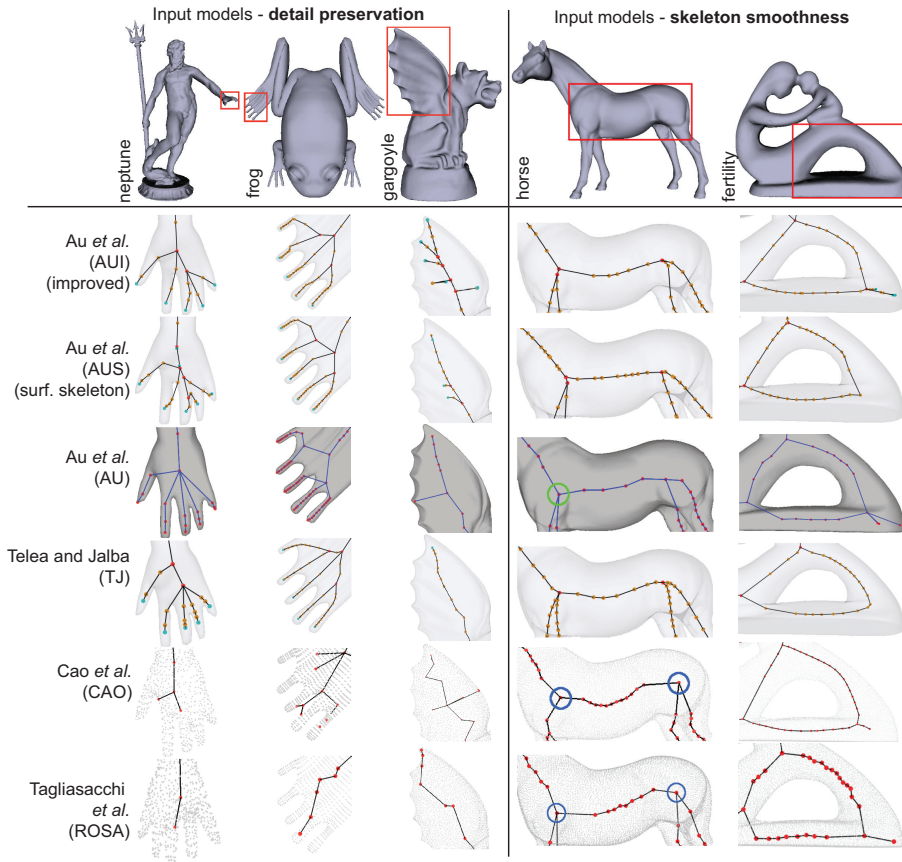 Input models - detail preservation
Input models - skeleton smoothness
neptune
frog
gargoyle
horse
fertility
Au et al.
(AUI)
(improved)
Au et al.
(AUS)
(surf. skeleton)
Au et al.
(AU)
Telea and Jalba
(TJ)
Cao et al.
(CAO)
Tagliasacchi
et al.
(ROSA)